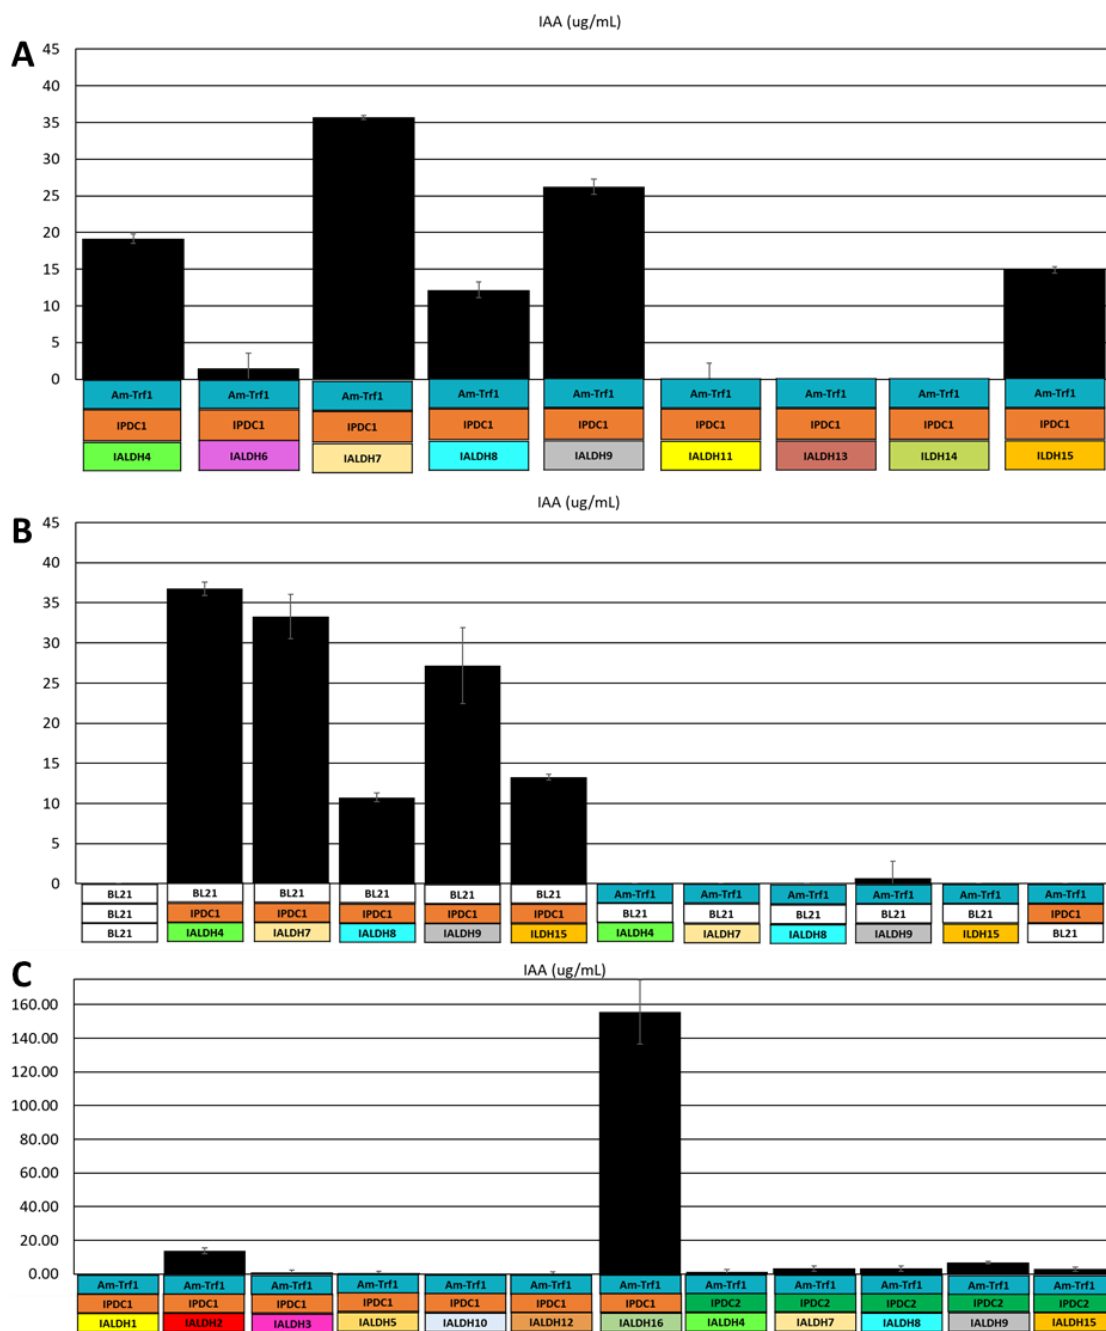 IAA (ug/mL)
A
45
40
35
30
25
20
15
10
5
0
Am-Trf1 Am-Trf1 Am-Trf1 Am-Trf1 Am-Trf1 Am-Trf1 Am-Trf1 Am-Trf1 Am-Trf1
IPDC1 IPDC1 IPDC1 IPDC1 IPDC1 IPDC1 IPDC1 IPDC1 IPDC1
IALDH4 IALDH6 IALDH7 IALDH8 IALDH9 IALDH11 IALDH13 ILDH14 ILDH15
IAA (ug/mL)
B
45
40
35
30
25
20
15
10
5
0
BL21 BL21 BL21 BL21 BL21 BL21 Am-Trf1 Am-Trf1 Am-Trf1 Am-Trf1 Am-Trf1 Am-Trf1
BL21 IPDC1 IPDC1 IPDC1 IPDC1 IPDC1 BL21 BL21 BL21 BL21 BL21 IPDC1
BL21 IALDH4 IALDH7 IALDH8 IALDH9 ILDH15 IALDH4 IALDH7 IALDH8 IALDH9 ILDH15 BL21
IAA (ug/mL)
C
160.00
140.00
120.00
100.00
80.00
60.00
40.00
20.00
0.00
Am-Trf1 Am-Trf1 Am-Trf1 Am-Trf1 Am-Trf1 Am-Trf1 Am-Trf1 Am-Trf1 Am-Trf1 Am-Trf1 Am-Trf1 Am-Trf1
IPDC1 IPDC1 IPDC1 IPDC1 IPDC1 IPDC1 IPDC1 IPDC2 IPDC2 IPDC2 IPDC2 IPDC2
IALDH1 IALDH2 IALDH3 IALDH5 IALDH10 IALDH12 IALDH16 IALDH4 IALDH7 IALDH8 IALDH9 IALDH15